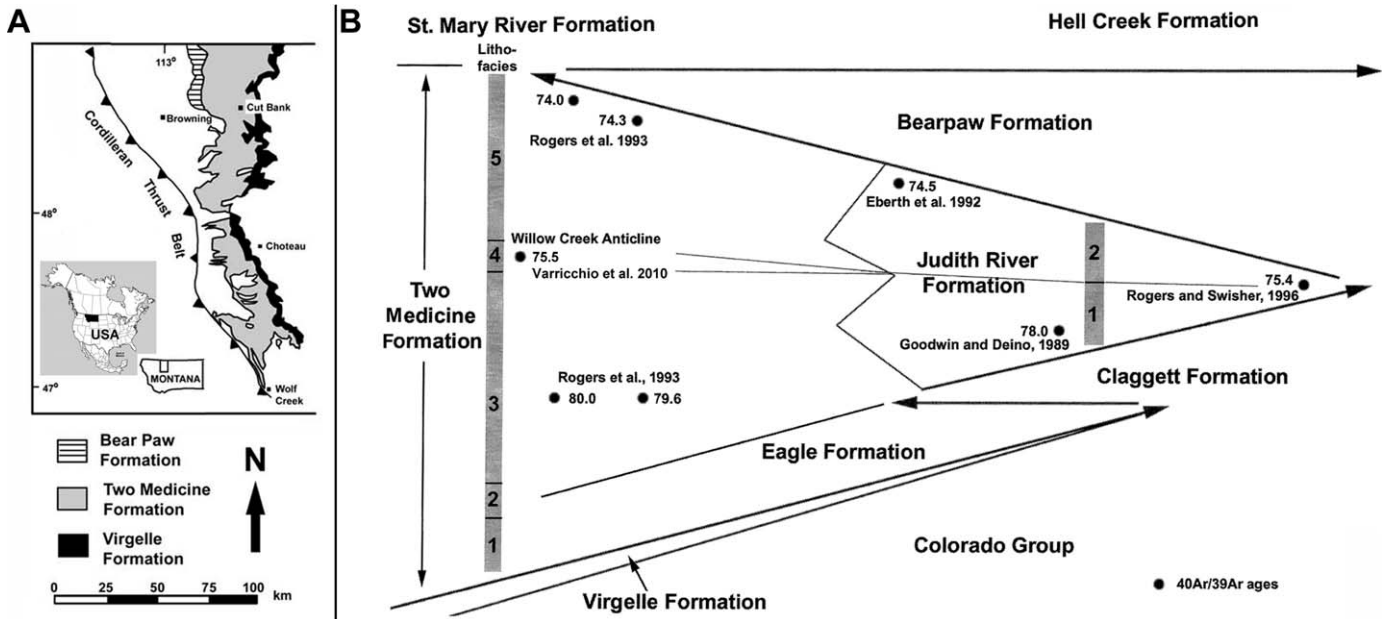 A
113°
Cut Bank
Browning
Cordilleran
Thrust
Belt
48°
Choteau
USA
MONTANA
47°
Wolf
Creek
Bear Paw
Formation
Two Medicine
Formation
Virgelle
Formation
N
0 25 50 75 100
km
B
St. Mary River Formation
Hell Creek Formation
Litho-
facies
74.0
74.3
Rogers et al. 1993
Bearpaw Formation
5
74.5
Eberth et al. 1992
Willow Creek Anticline
4
75.5
Varricchio et al. 2010
Judith River
Formation
2
75.4
Rogers and Swisher, 1996
Two
Medicine
Formation
1
78.0
Goodwin and Deino, 1989
Claggett Formation
Rogers et al., 1993
3
80.0
79.6
Eagle Formation
2
1
Colorado Group
Virgelle Formation
40Ar/39Ar ages